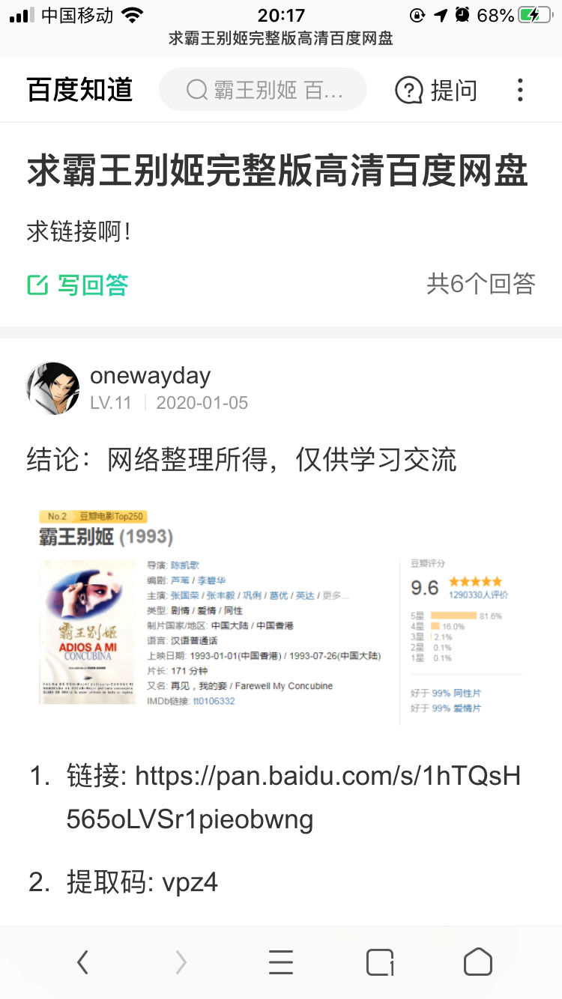 中国移动 20:17 68%
求霸王别姬完整版高清百度网盘
百度知道 霸王别姬 百... 提问
求霸王别姬完整版高清百度网盘
求链接啊！
写回答 共6个回答
onewayday
LV.11 2020-01-05
结论：网络整理所得，仅供学习交流
No.2 豆瓣电影Top250
霸王别姬 (1993)
霸王别姬
ADIOS A MI
CONCUBINA
导演: 陈凯歌
编剧: 芦苇 / 李碧华
主演: 张国荣 / 张丰毅 / 巩俐 / 葛优 / 英达 / 更多...
类型: 剧情 / 爱情 / 同性
制片国家/地区: 中国大陆 / 中国香港
语言: 汉语普通话
上映日期: 1993-01-01(中国香港) / 1993-07-26(中国大陆)
片长: 171 分钟
又名: 再见，我的妾 / Farewell My Concubine
IMDb链接: tt0106332
豆瓣评分
9.6
1290330人评价
5星 81.6%
4星 16.0%
3星 2.1%
2星 0.1%
1星 0.1%
好于 99% 同性片
好于 99% 爱情片
1. 链接: https://pan.baidu.com/s/1hTQsH
565oLVSr1pieobwng
2. 提取码: vpz4
1